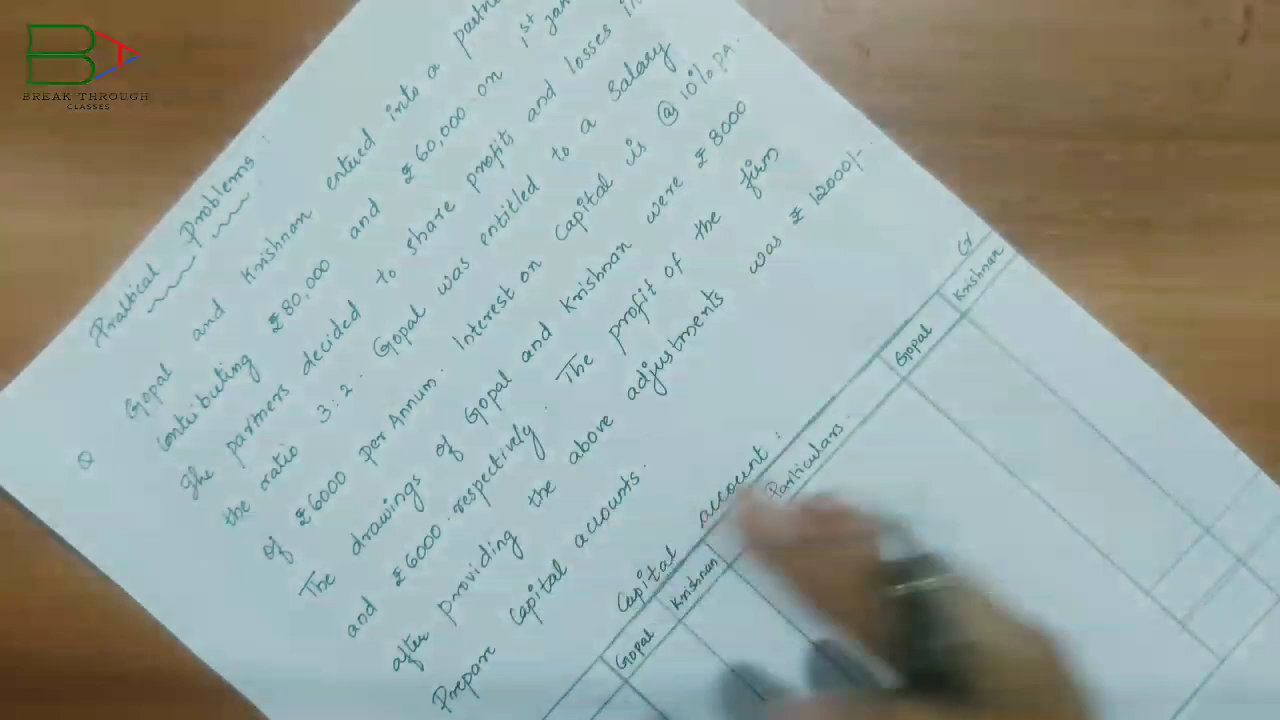 BREAK-THROUGH
CLASSES
Practical Problems :
Q Gopal and Krishnan entered into a
contributing ₹80,000 and ₹60,000 on 1st Jan
The partners decided to share profits and losses in
the ratio 3:2. Gopal was entitled to a Salary
of ₹6000 per Annum. Interest on Capital is @ 10% P.A.
The drawings of Gopal and Krishnan were ₹8000
and ₹6000 respectively. The profit of the firm
after providing the above adjustments was ₹12000/-
Prepare Capital accounts.
Capital account :
Cr
Gopal Krishnan Particulars Gopal Krishnan